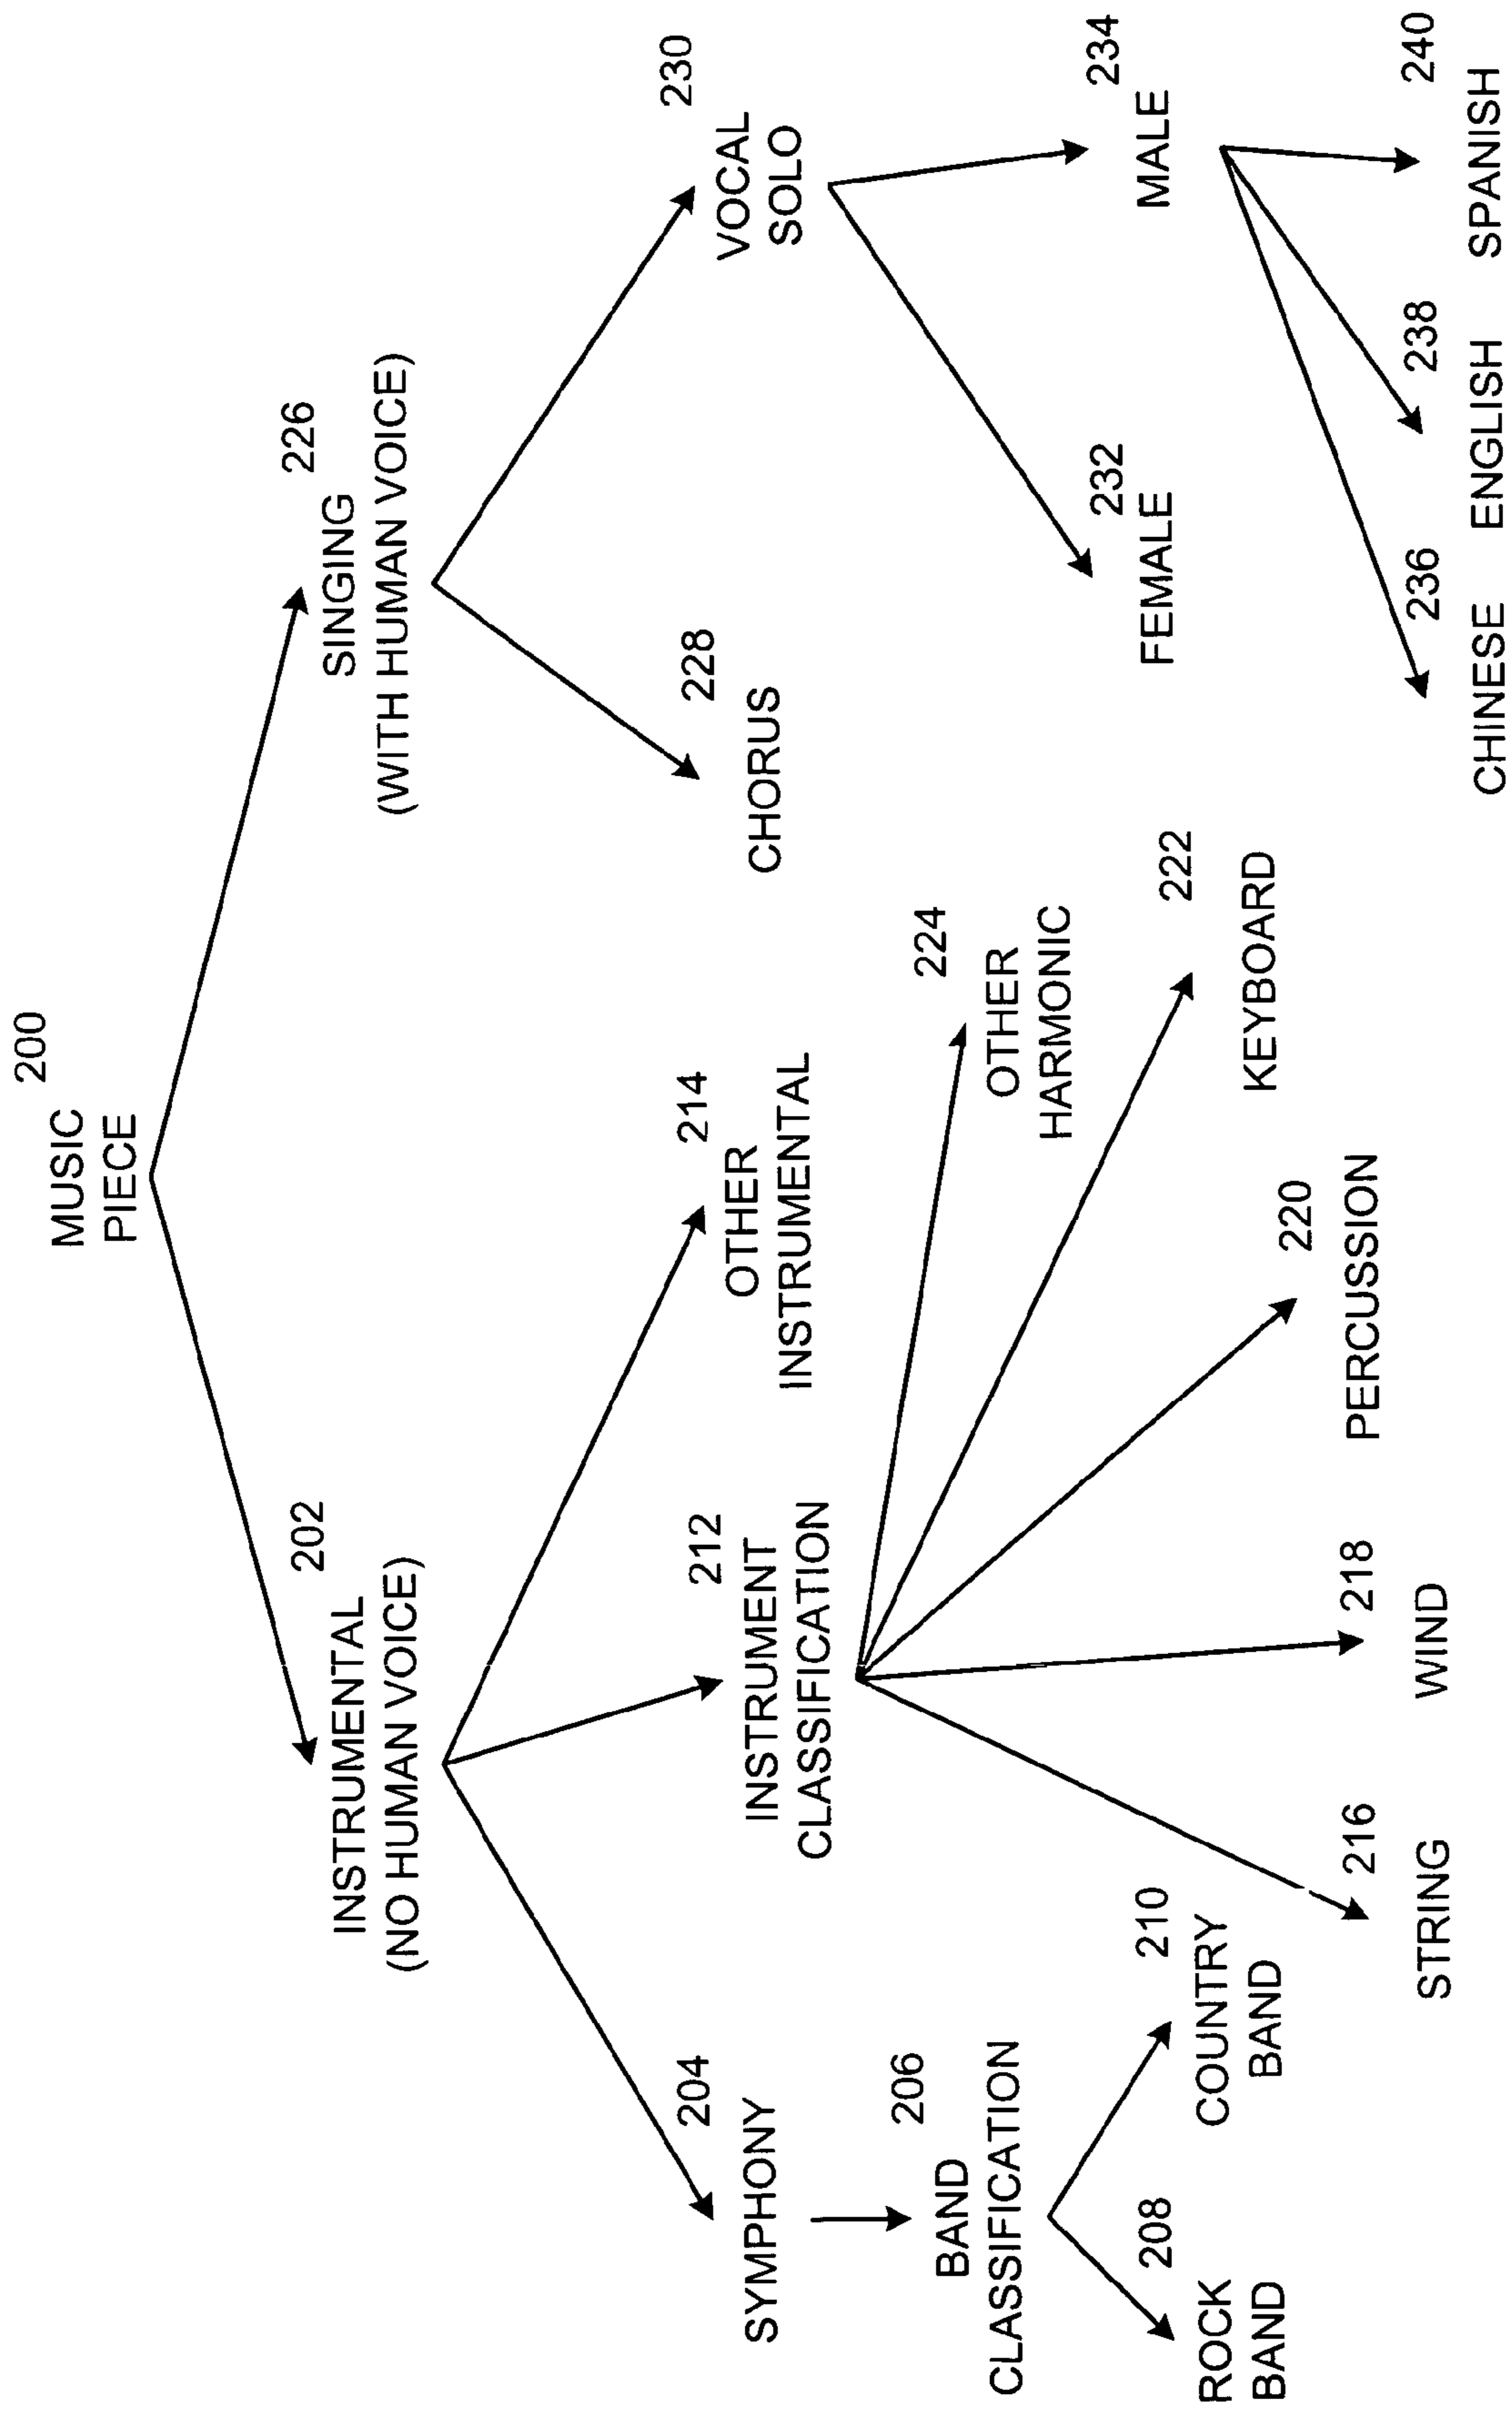 200
MUSIC
PIECE
202
INSTRUMENTAL
(NO HUMAN VOICE)
226
SINGING
(WITH HUMAN VOICE)
204
SYMPHONY
212
INSTRUMENT
CLASSIFICATION
214
OTHER
INSTRUMENTAL
228
CHORUS
230
VOCAL
SOLO
206
BAND
CLASSIFICATION
224
OTHER
HARMONIC
232
FEMALE
234
MALE
208
ROCK
BAND
210
COUNTRY
BAND
222
KEYBOARD
216
STRING
218
WIND
220
PERCUSSION
236
CHINESE
238
ENGLISH
240
SPANISH